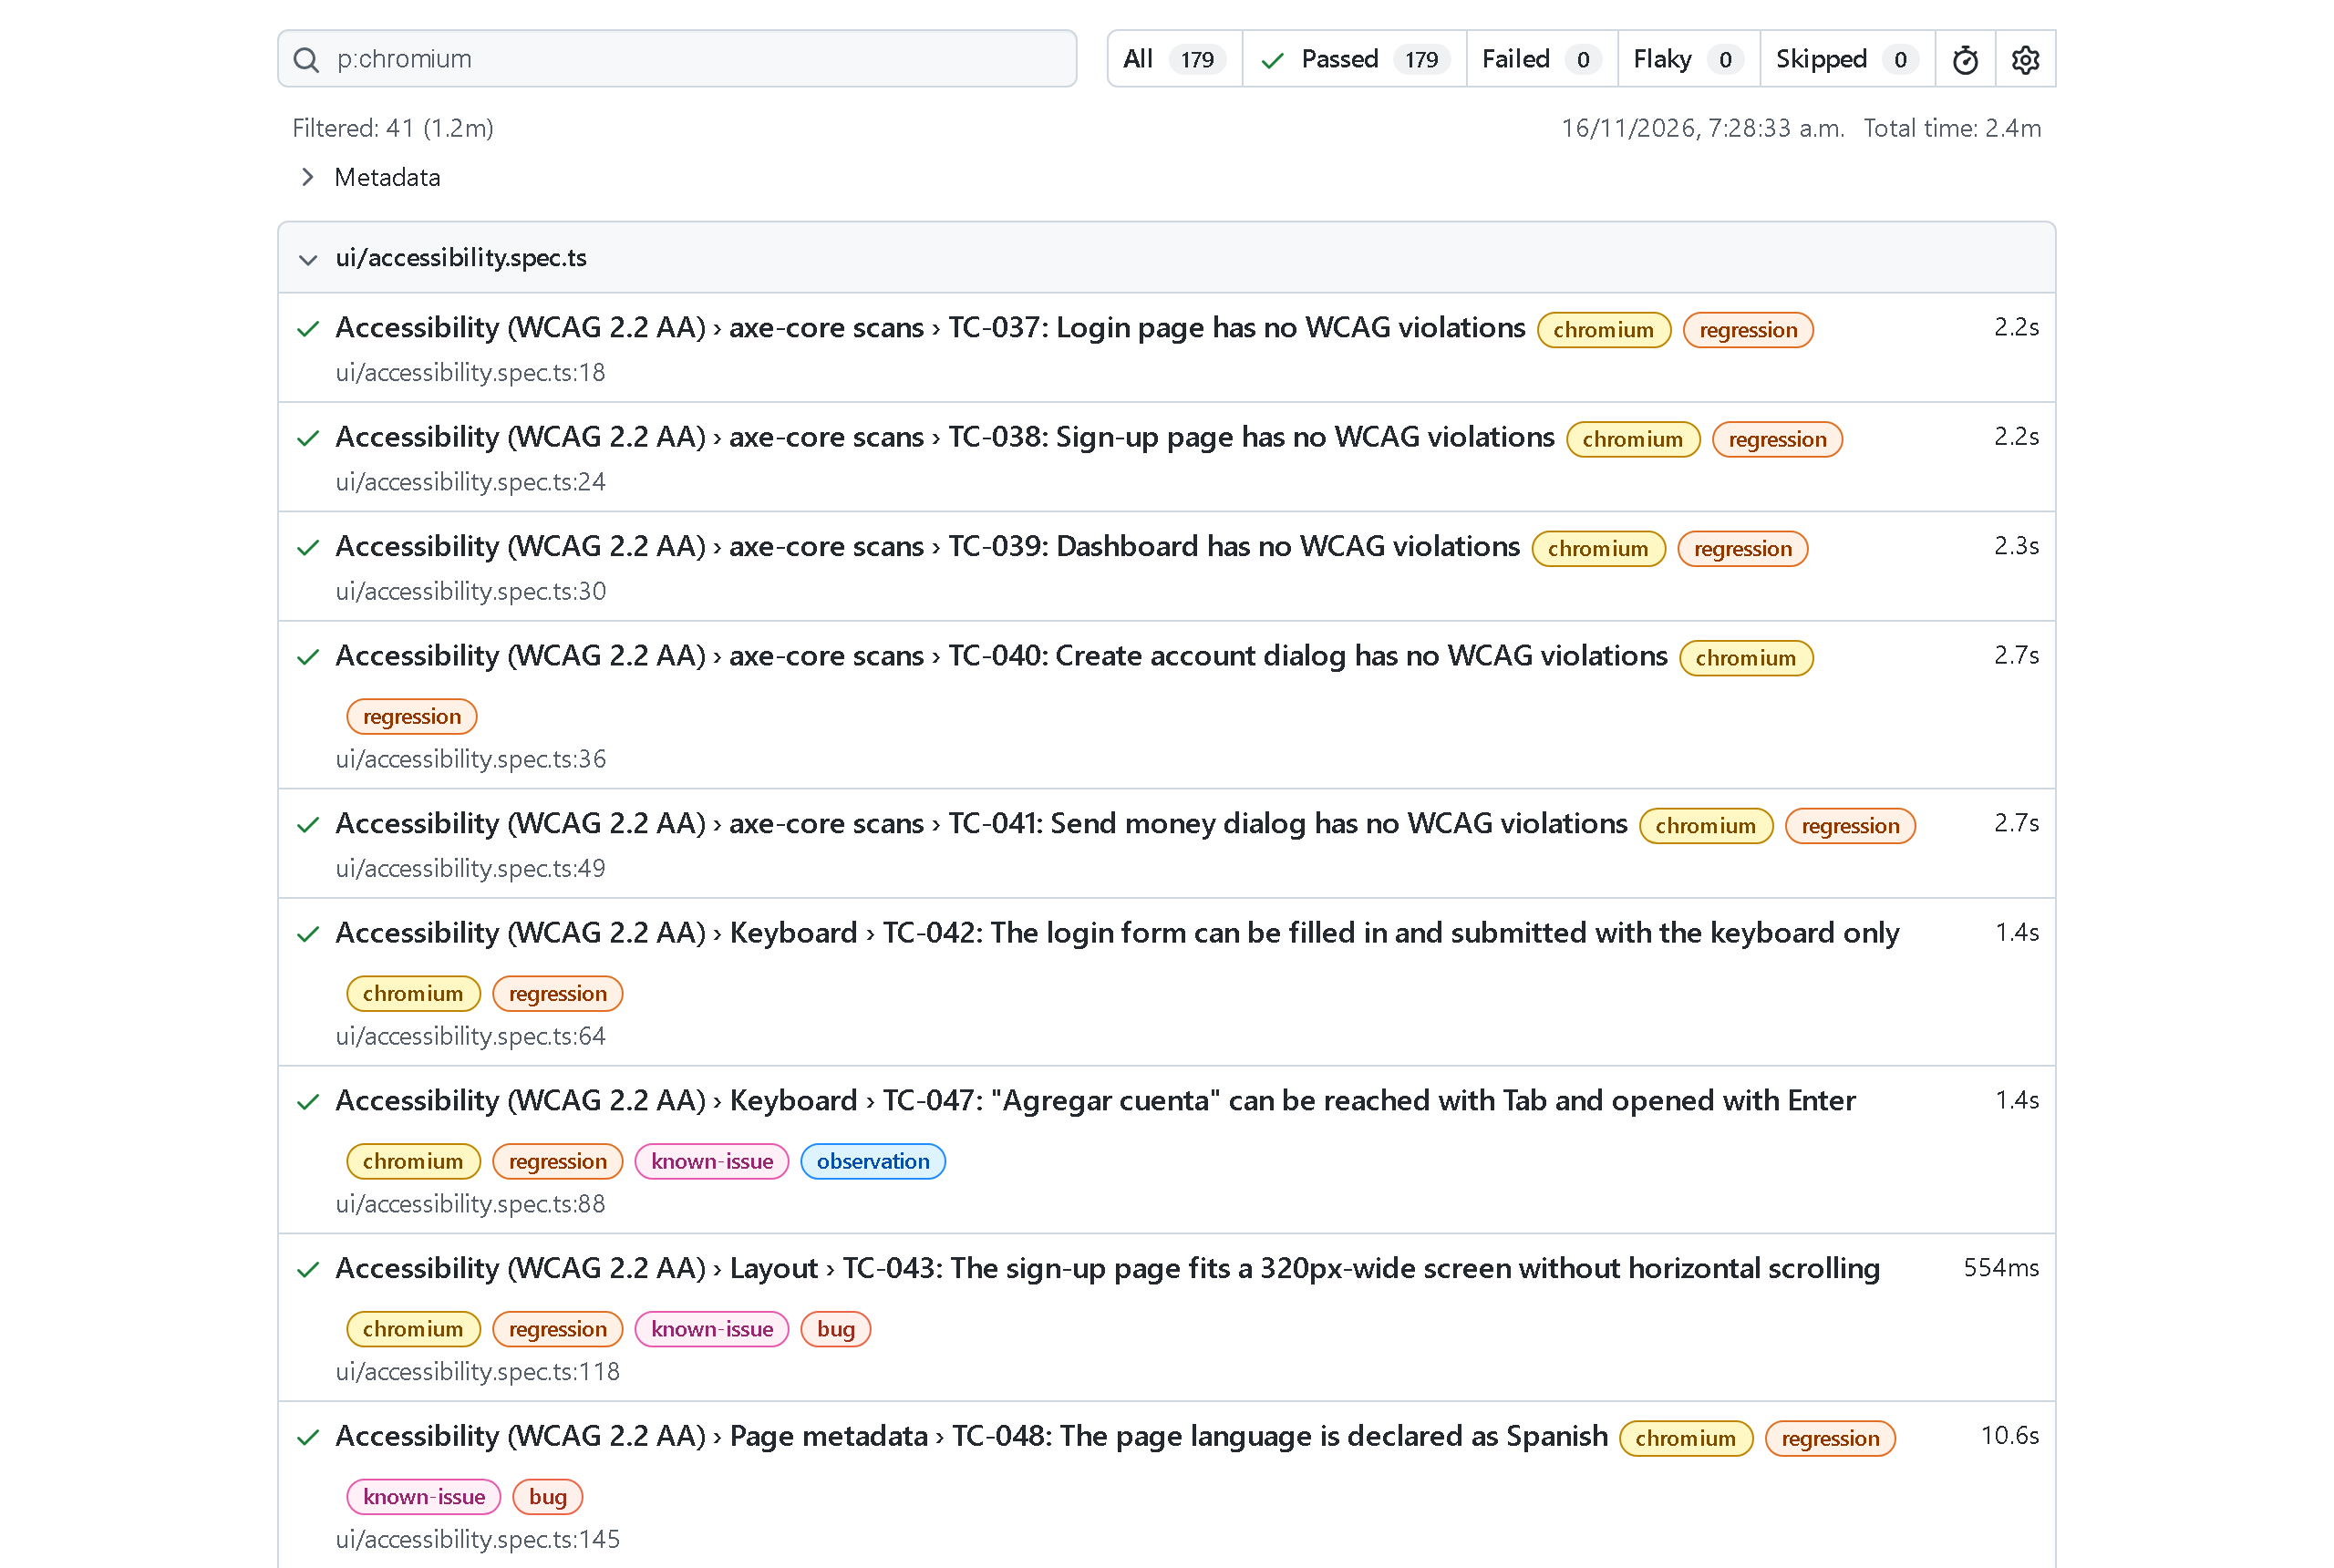 p:chromium
All 179 Passed 179 Failed 0 Flaky 0 Skipped 0
Filtered: 41 (1.2m) 16/11/2026, 7:28:33 a.m. Total time: 2.4m
Metadata
ui/accessibility.spec.ts
Accessibility (WCAG 2.2 AA) › axe-core scans › TC-037: Login page has no WCAG violations chromium regression 2.2s
ui/accessibility.spec.ts:18
Accessibility (WCAG 2.2 AA) › axe-core scans › TC-038: Sign-up page has no WCAG violations chromium regression 2.2s
ui/accessibility.spec.ts:24
Accessibility (WCAG 2.2 AA) › axe-core scans › TC-039: Dashboard has no WCAG violations chromium regression 2.3s
ui/accessibility.spec.ts:30
Accessibility (WCAG 2.2 AA) › axe-core scans › TC-040: Create account dialog has no WCAG violations chromium 2.7s
regression
ui/accessibility.spec.ts:36
Accessibility (WCAG 2.2 AA) › axe-core scans › TC-041: Send money dialog has no WCAG violations chromium regression 2.7s
ui/accessibility.spec.ts:49
Accessibility (WCAG 2.2 AA) › Keyboard › TC-042: The login form can be filled in and submitted with the keyboard only 1.4s
chromium regression
ui/accessibility.spec.ts:64
Accessibility (WCAG 2.2 AA) › Keyboard › TC-047: "Agregar cuenta" can be reached with Tab and opened with Enter 1.4s
chromium regression known-issue observation
ui/accessibility.spec.ts:88
Accessibility (WCAG 2.2 AA) › Layout › TC-043: The sign-up page fits a 320px-wide screen without horizontal scrolling 554ms
chromium regression known-issue bug
ui/accessibility.spec.ts:118
Accessibility (WCAG 2.2 AA) › Page metadata › TC-048: The page language is declared as Spanish chromium regression 10.6s
known-issue bug
ui/accessibility.spec.ts:145